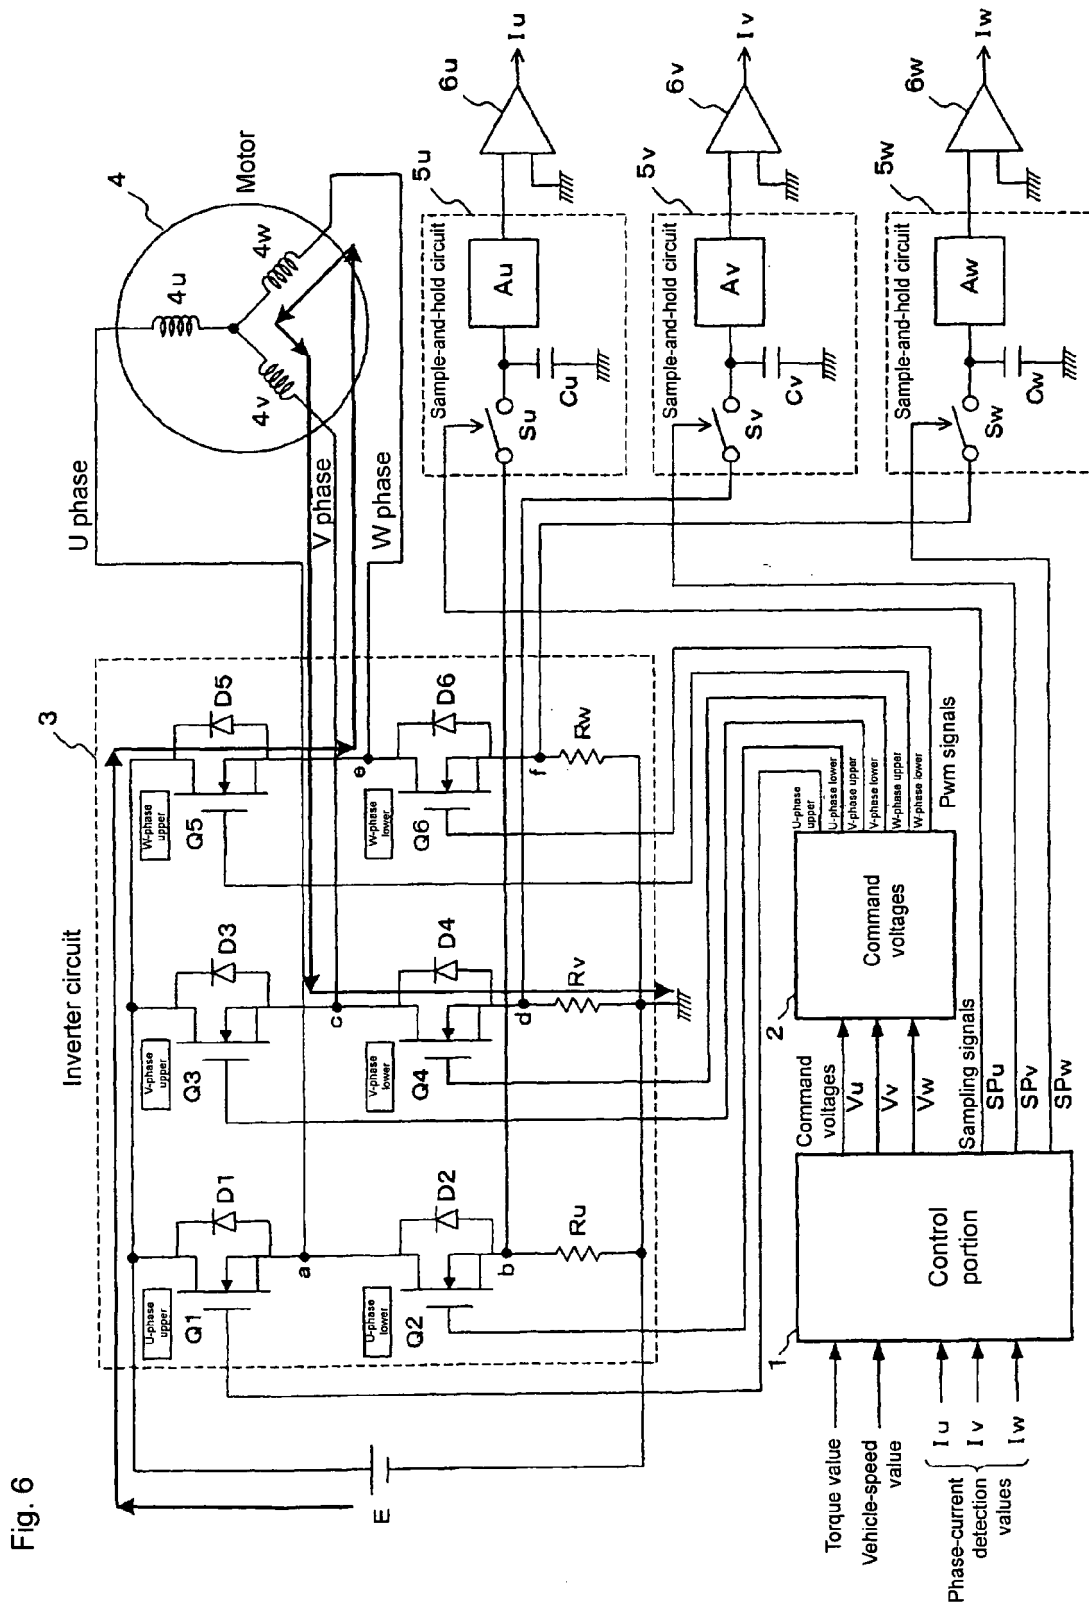 Fig. 6
Inverter circuit
3
U-phase
upper
Q1
D1
V-phase
upper
Q3
D3
W-phase
upper
Q5
D5
a
c
e
U-phase
lower
Q2
D2
V-phase
lower
Q4
D4
W-phase
lower
Q6
D6
b
d
f
Ru
Rv
Rw
E
U phase
V phase
W phase
4
Motor
4u
4v
4w
5u
Sample-and-hold circuit
Su
Cu
Au
6u
Iu
5v
Sample-and-hold circuit
Sv
Cv
Av
6v
Iv
5w
Sample-and-hold circuit
Sw
Cw
Aw
6w
Iw
Torque value
Vehicle-speed
value
Iu
Iv
Iw
Phase-current
detection
values
1
Control
portion
Command
voltages
Vu
Vv
Vw
Sampling signals
SPu
SPv
SPw
2
Command
voltages
U-phase
upper
U-phase lower
V-phase upper
V-phase lower
W-phase upper
W-phase lower
Pwm signals